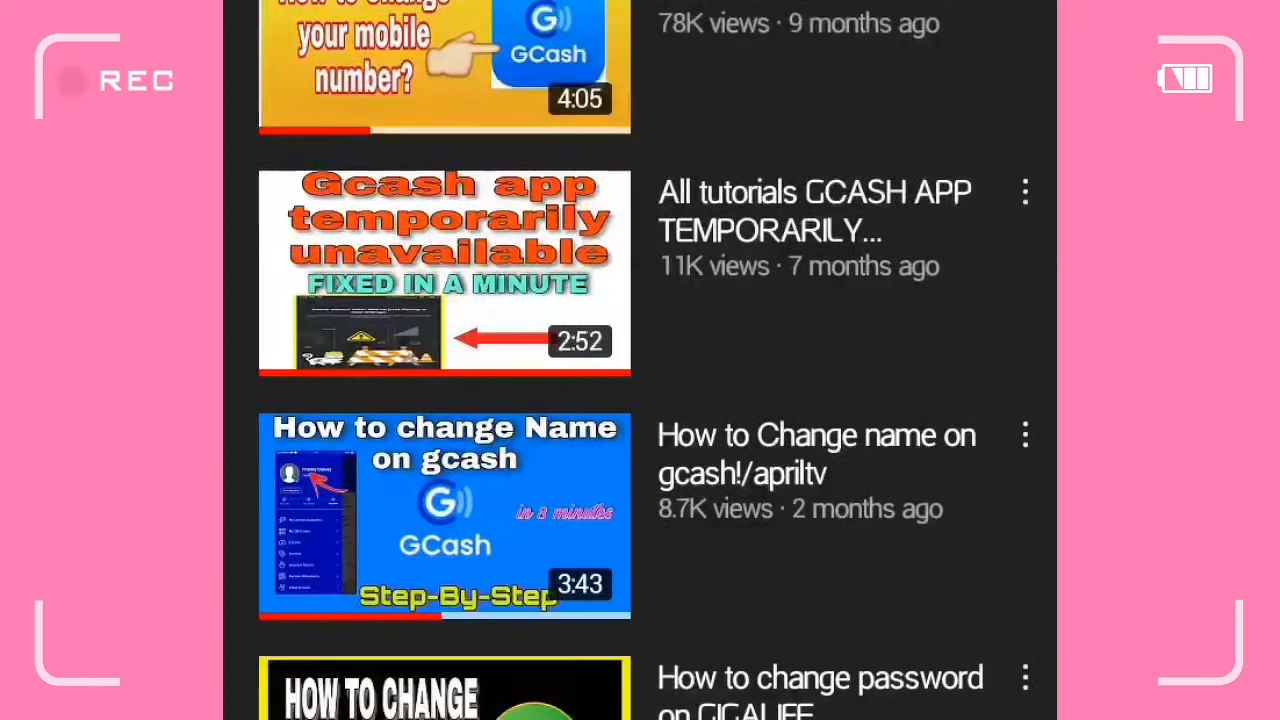 How to change
your mobile
number?
GCash
4:05
78K views · 9 months ago
REC
Gcash app
temporarily
unavailable
FIXED IN A MINUTE
2:52
All tutorials GCASH APP
TEMPORARILY...
11K views · 7 months ago
How to change Name
on gcash
in 3 minutes
GCash
Step-By-Step
3:43
How to Change name on
gcash!/apriltv
8.7K views · 2 months ago
HOW TO CHANGE
How to change password
on GIGALIFE